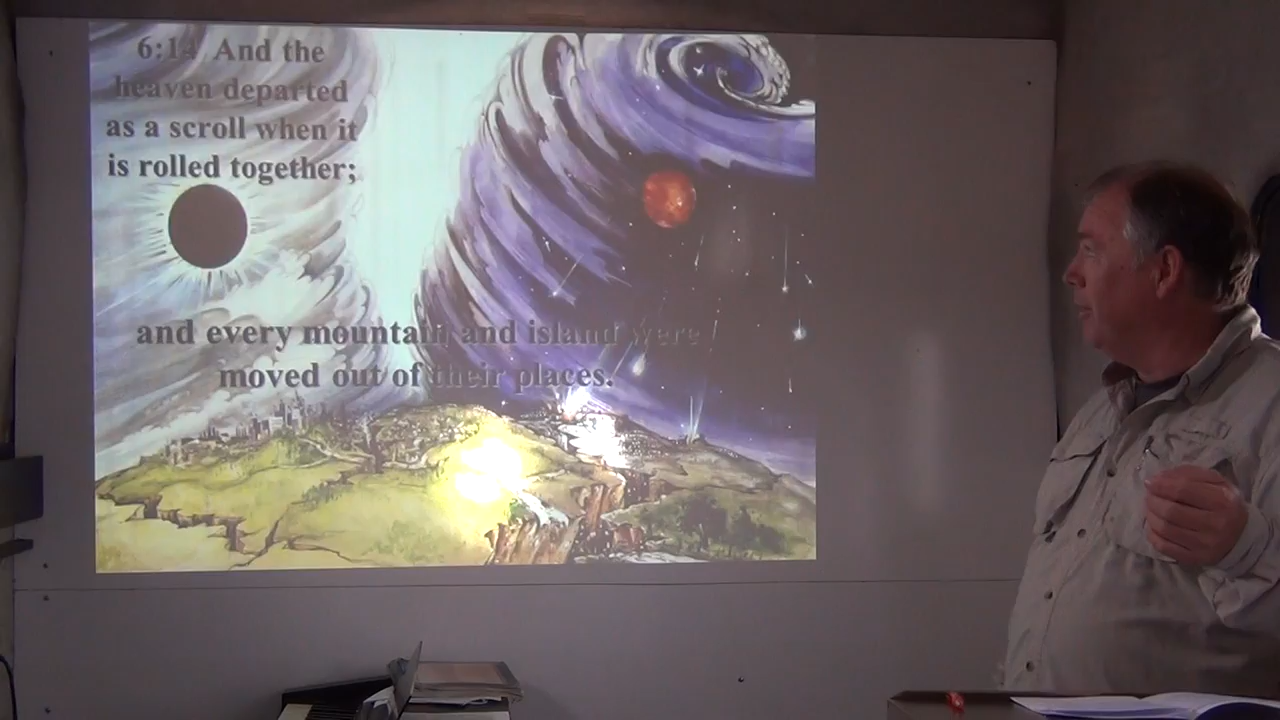 6:14 And the
heaven departed
as a scroll when it
is rolled together;
and every mountain and island were
moved out of their places.